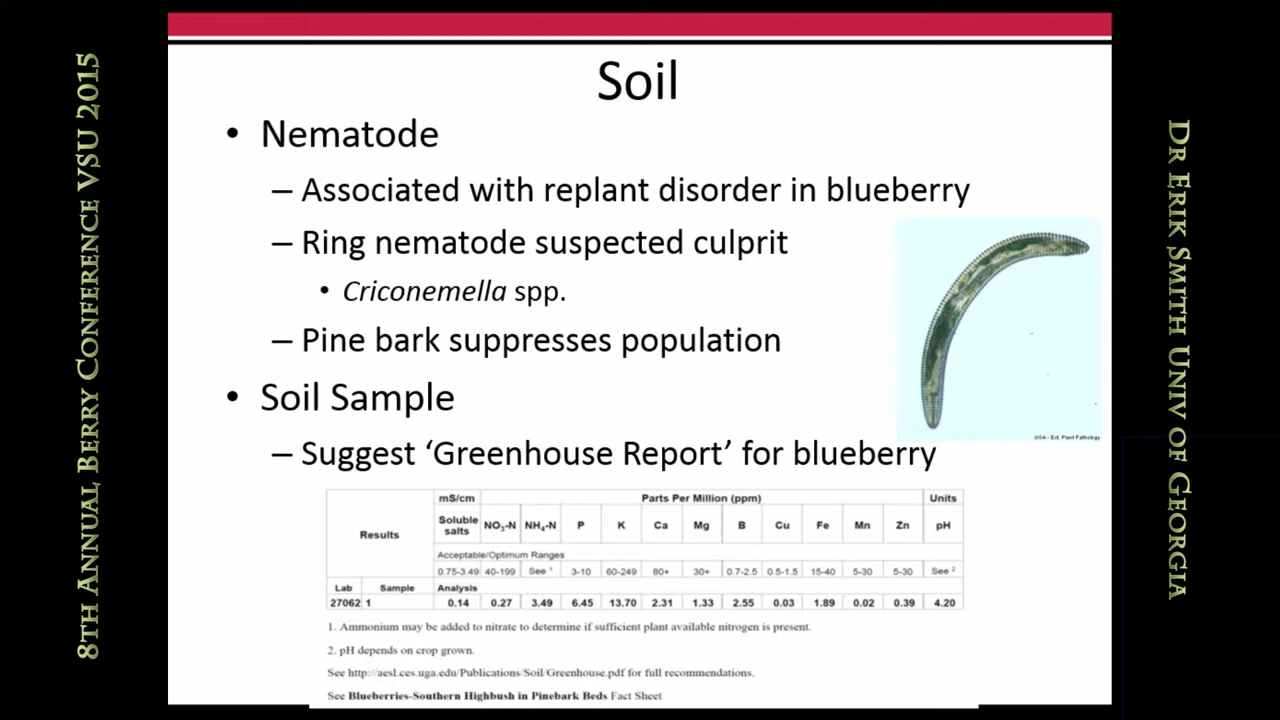 8th Annual Berry Conference VSU 2015
Soil
• Nematode
– Associated with replant disorder in blueberry
– Ring nematode suspected culprit
• Criconemella spp.
– Pine bark suppresses population
UGA - Ext. Plant Pathology
• Soil Sample
– Suggest ‘Greenhouse Report’ for blueberry
mS/cm Parts Per Million (ppm) Units
Results Soluble salts NO3-N NH4-N P K Ca Mg B Cu Fe Mn Zn pH
Acceptable/Optimum Ranges
0.75-3.49 40-199 See 1 3-10 60-249 80+ 30+ 0.7-2.5 0.5-1.5 15-40 5-30 5-30 See 2
Lab Sample Analysis
27062 1 0.14 0.27 3.49 6.45 13.70 2.31 1.33 2.55 0.03 1.89 0.02 0.39 4.20
1. Ammonium may be added to nitrate to determine if sufficient plant available nitrogen is present.
2. pH depends on crop grown.
See http://aesl.ces.uga.edu/Publications/Soil/Greenhouse.pdf for full recommendations.
See Blueberries-Southern Highbush in Pinebark Beds Fact Sheet
Dr Erik Smith Univ of Georgia